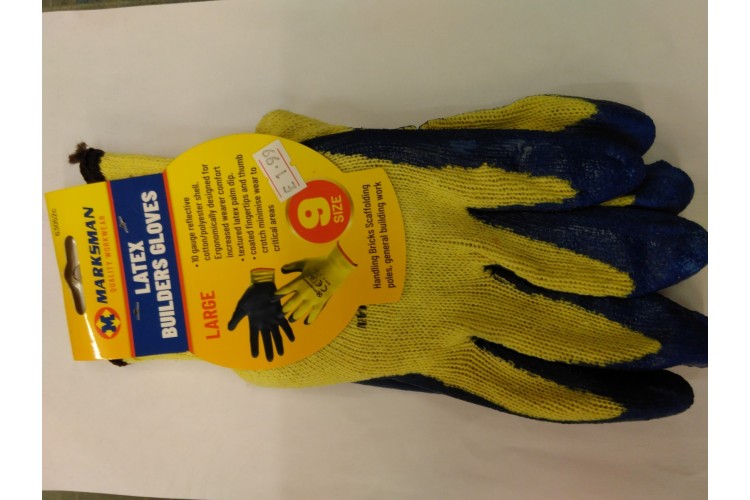 630N2C
MARKSMAN
QUALITY WORKWEAR
LATEX
BUILDERS GLOVES
LARGE
• 10 gauge reflective
cotton/polyester shell.
Ergonomically designed for
increased wearer comfort
• textured latex palm dip.
• coated fingertips and thumb
crotch minimise wear to
critical areas
£1.99
9
SIZE
Handling Bricks Scaffolding
poles, general building work